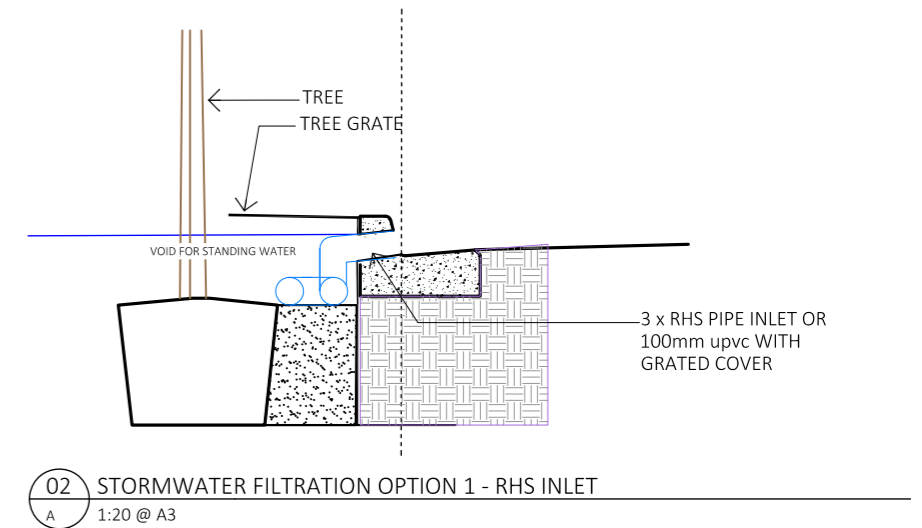 TREE
TREE GRATE
VOID FOR STANDING WATER
3 x RHS PIPE INLET OR
100mm upvc WITH
GRATED COVER
02 STORMWATER FILTRATION OPTION 1 - RHS INLET
A 1:20 @ A3